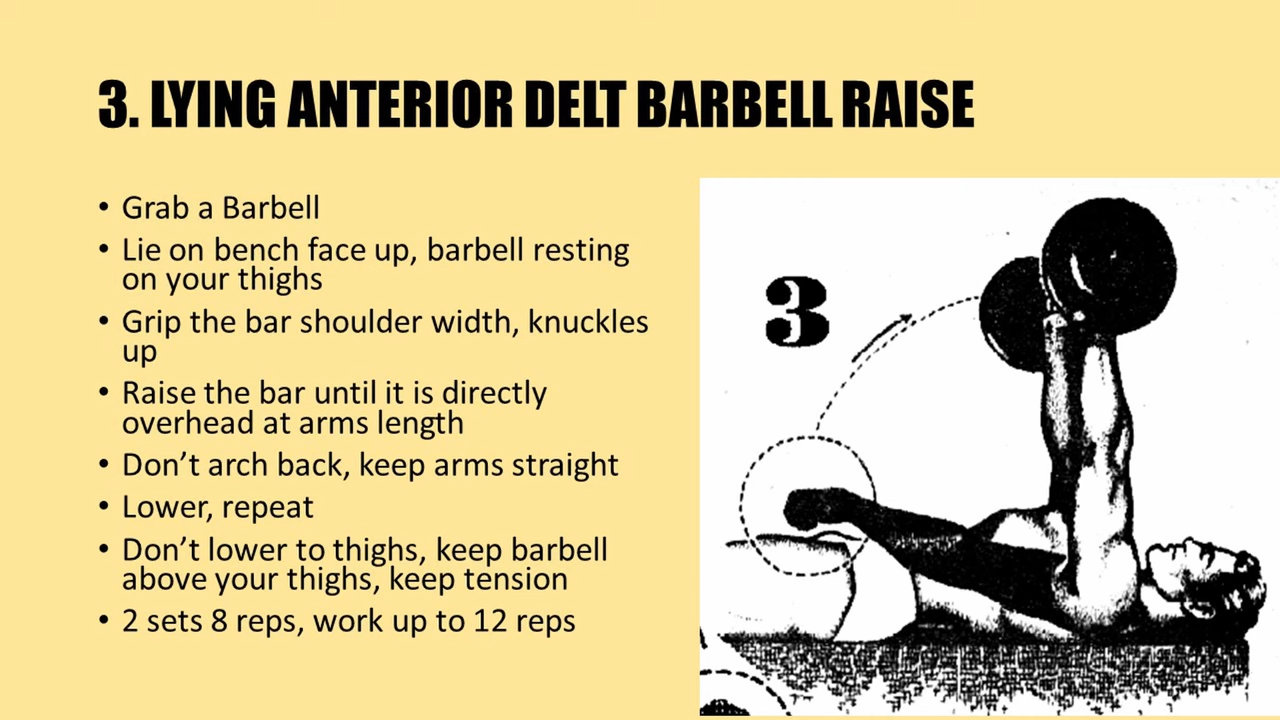 3. LYING ANTERIOR DELT BARBELL RAISE
• Grab a Barbell
• Lie on bench face up, barbell resting
on your thighs
• Grip the bar shoulder width, knuckles
up
• Raise the bar until it is directly
overhead at arms length
• Don’t arch back, keep arms straight
• Lower, repeat
• Don’t lower to thighs, keep barbell
above your thighs, keep tension
• 2 sets 8 reps, work up to 12 reps
3